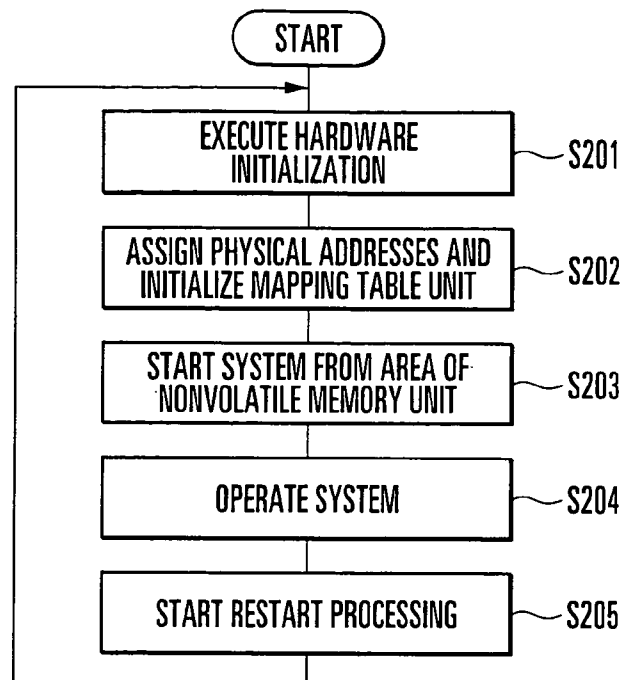 START
EXECUTE HARDWARE
INITIALIZATION
S201
ASSIGN PHYSICAL ADDRESSES AND
INITIALIZE MAPPING TABLE UNIT
S202
START SYSTEM FROM AREA OF
NONVOLATILE MEMORY UNIT
S203
OPERATE SYSTEM
S204
START RESTART PROCESSING
S205